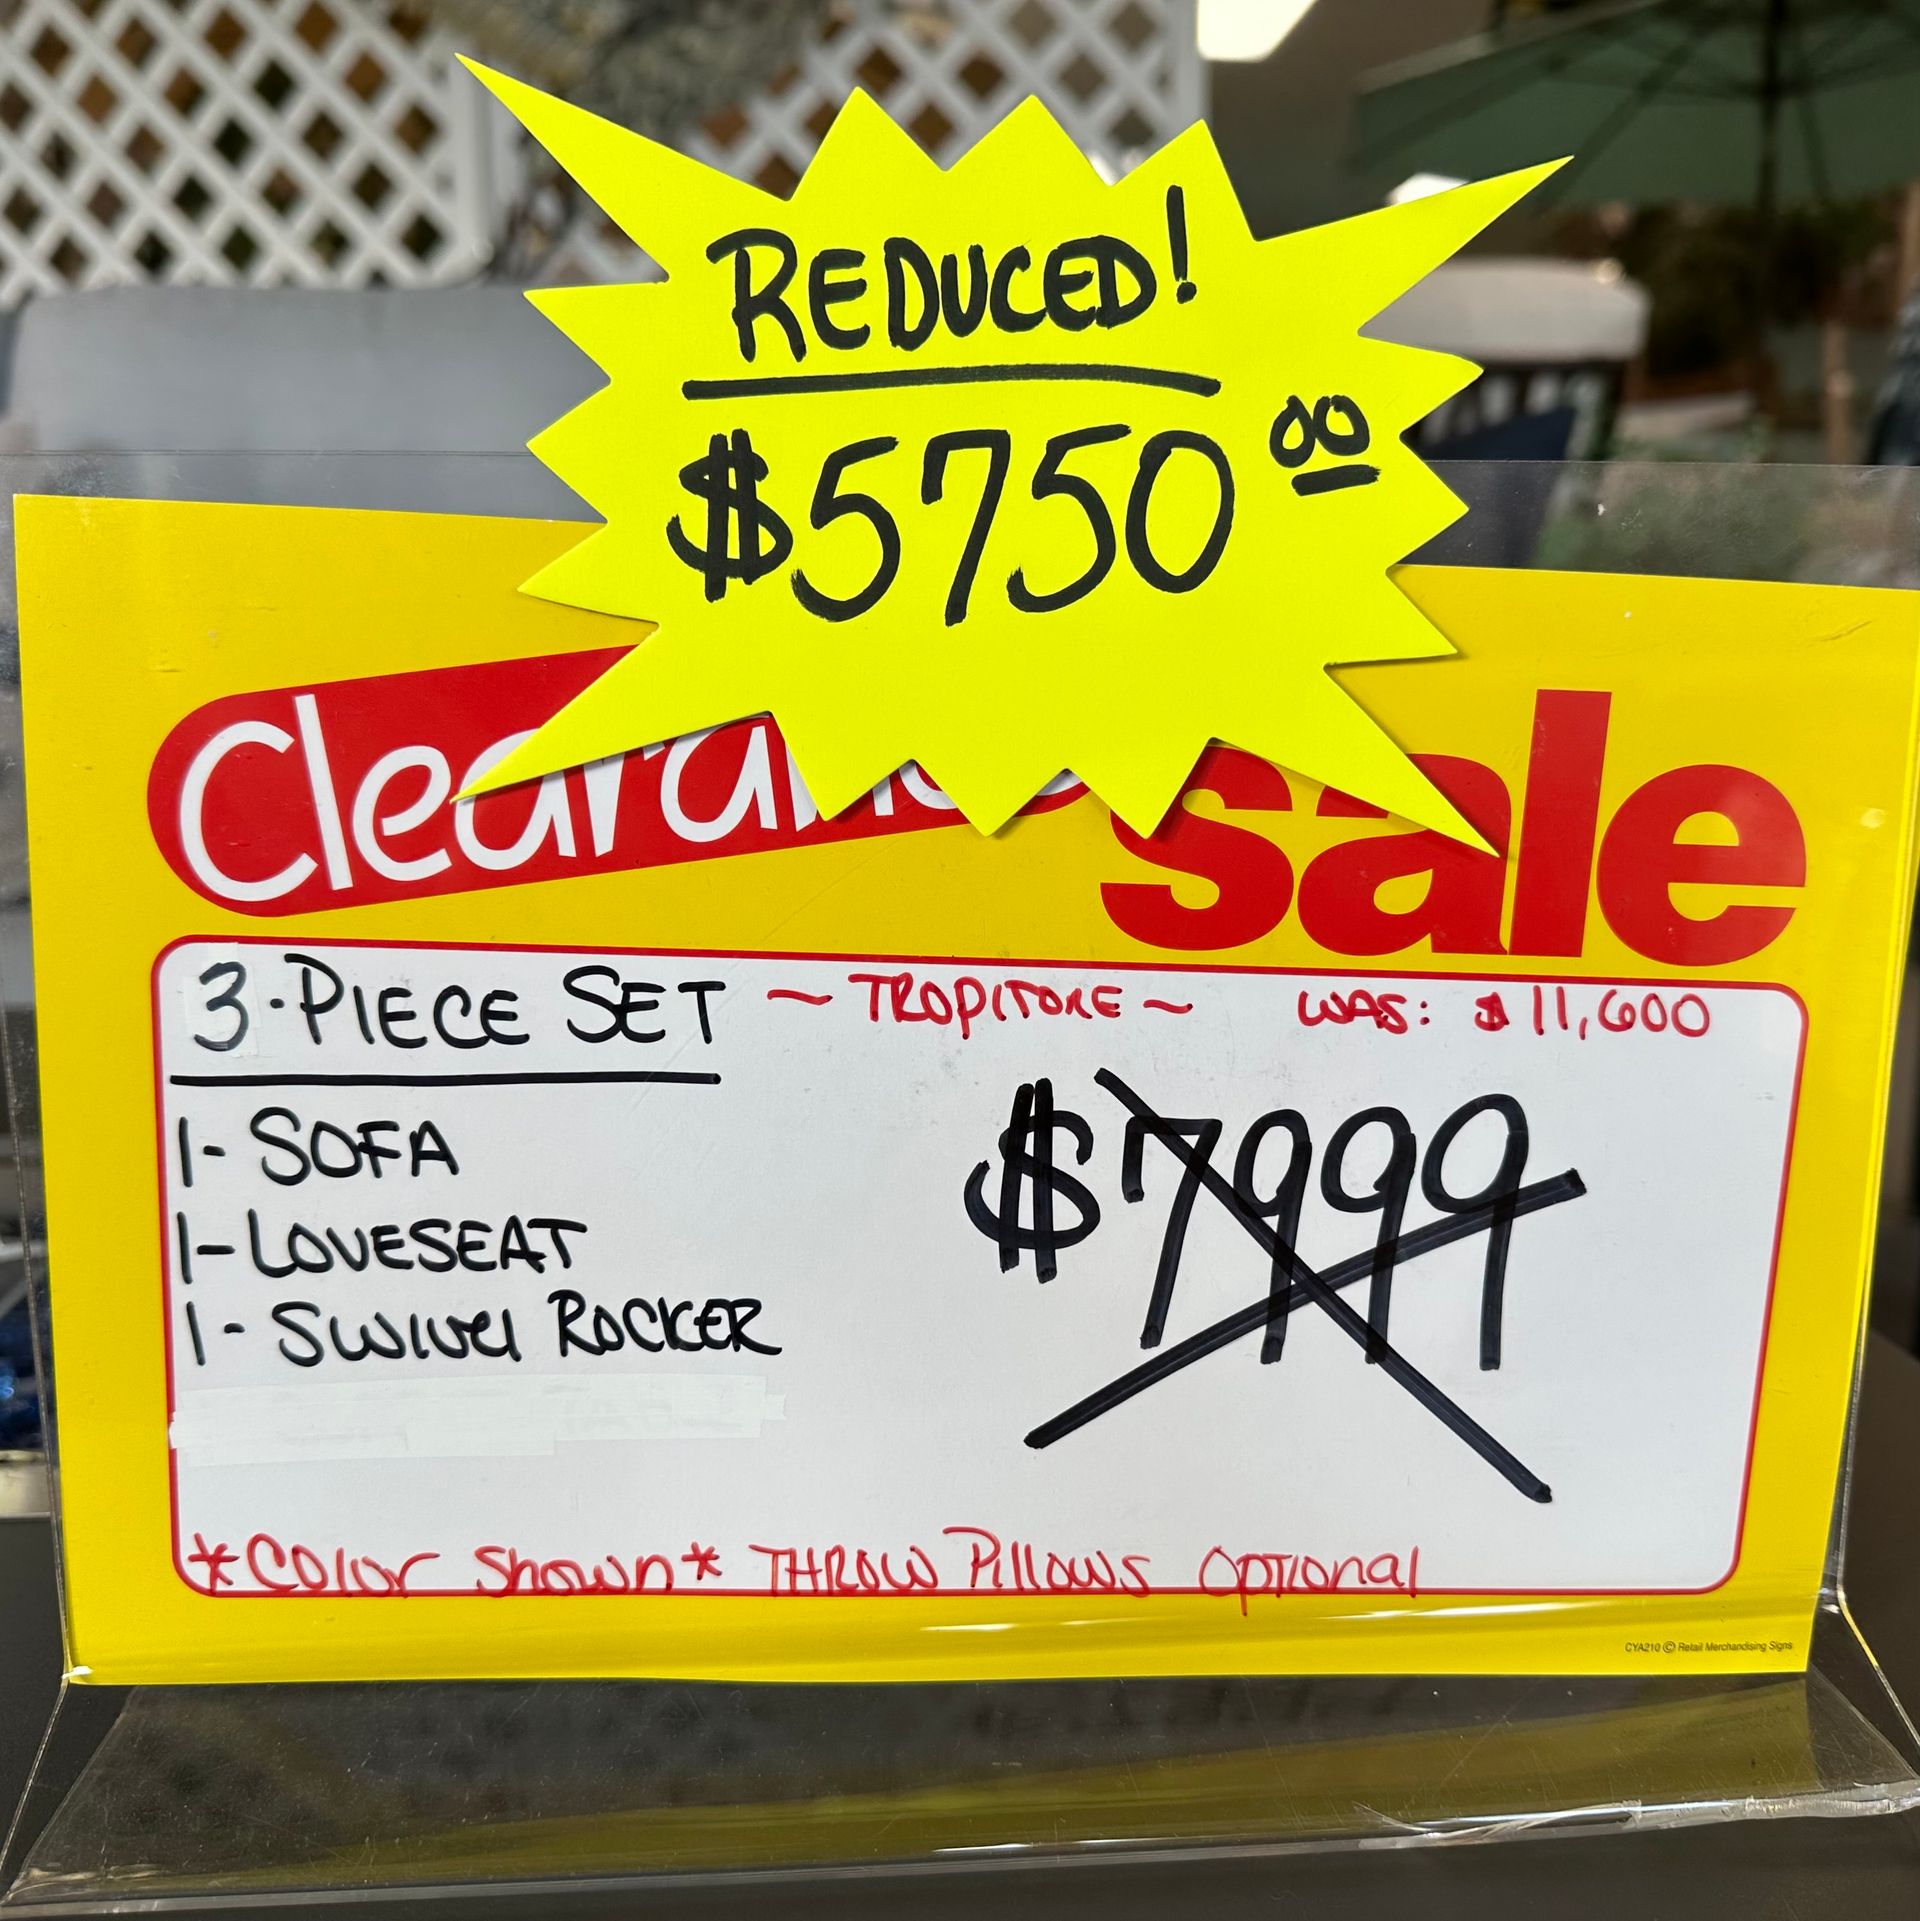 REDUCED!
$5750 00
Clearance sale
3-PIECE SET ~ TROPITONE ~ WAS: $11,600
1- SOFA
$7999
1- LOVESEAT
1- SWIVEl ROCKER
*COlOr Shown* THROW Pillows OPTIONal
CYA210 © Retail Merchandising Signs